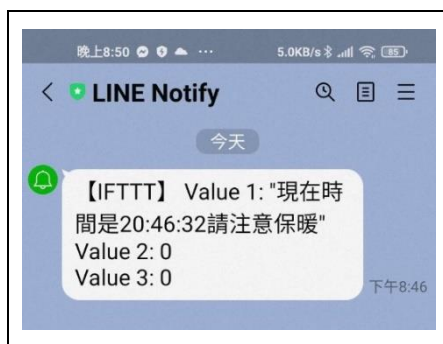 晚上8:50 ··· 5.0KB/s 85
LINE Notify
今天
【IFTTT】 Value 1: "現在時
間是20:46:32請注意保暖"
Value 2: 0
Value 3: 0
下午8:46